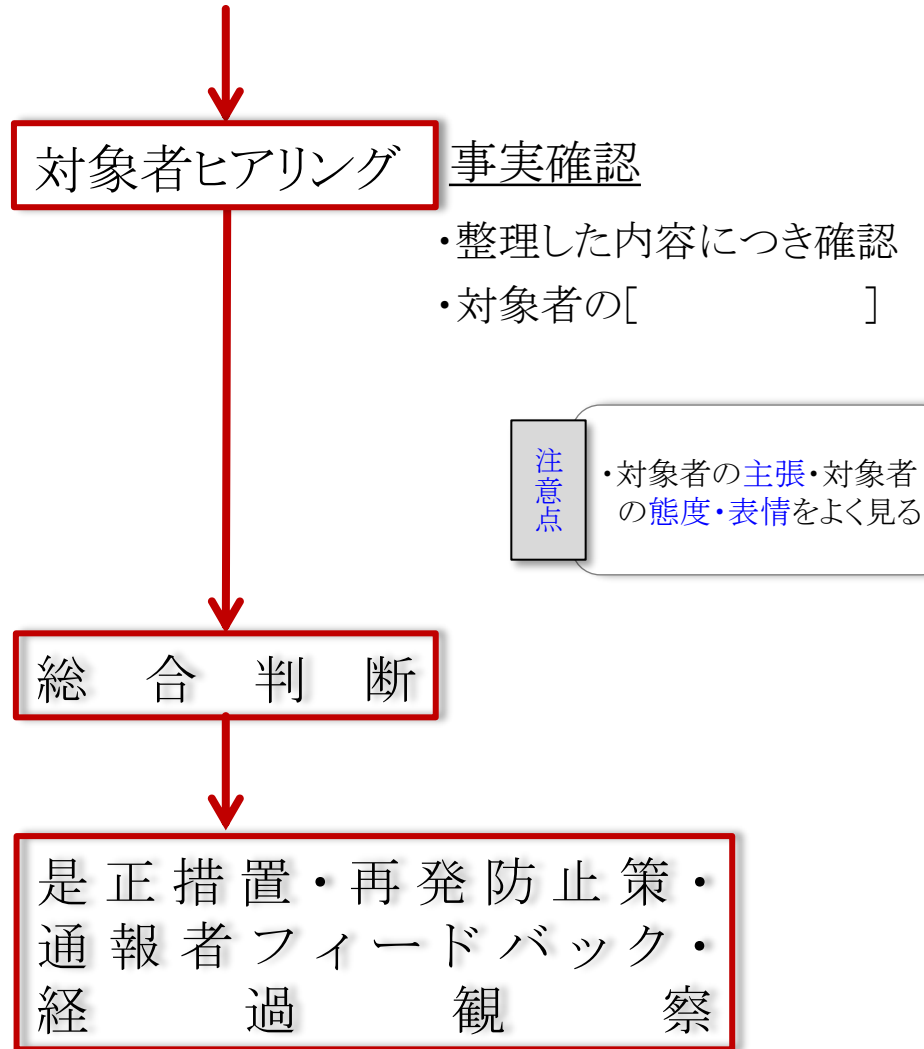 対象者ヒアリング
事実確認
・整理した内容につき確認
・対象者の[　　　　　]
注意点
・対象者の主張・対象者
の態度・表情をよく見る
総合判断
是正措置・再発防止策・
通報者フィードバック・
経過観察